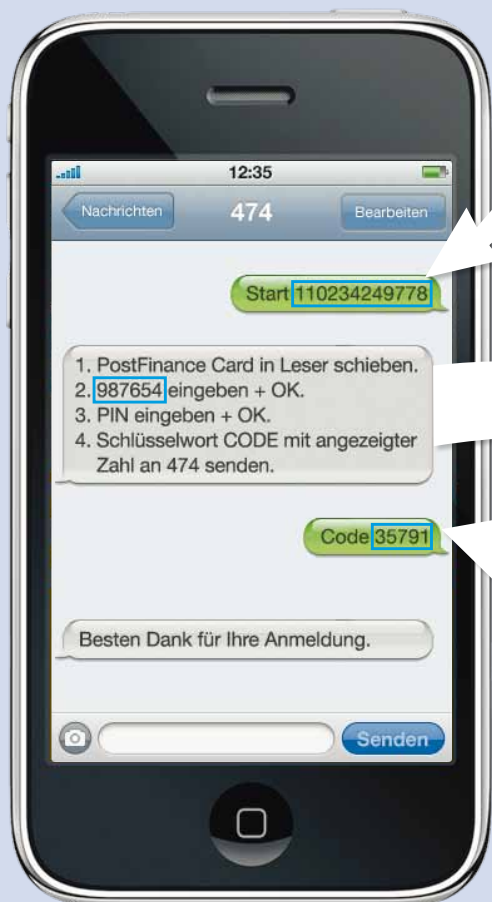 12:35
Nachrichten 474 Bearbeiten
Start 110234249778
1. PostFinance Card in Leser schieben.
2. 987654 eingeben + OK.
3. PIN eingeben + OK.
4. Schlüsselwort CODE mit angezeigter
Zahl an 474 senden.
Code 35791
Besten Dank für Ihre Anmeldung.
Senden